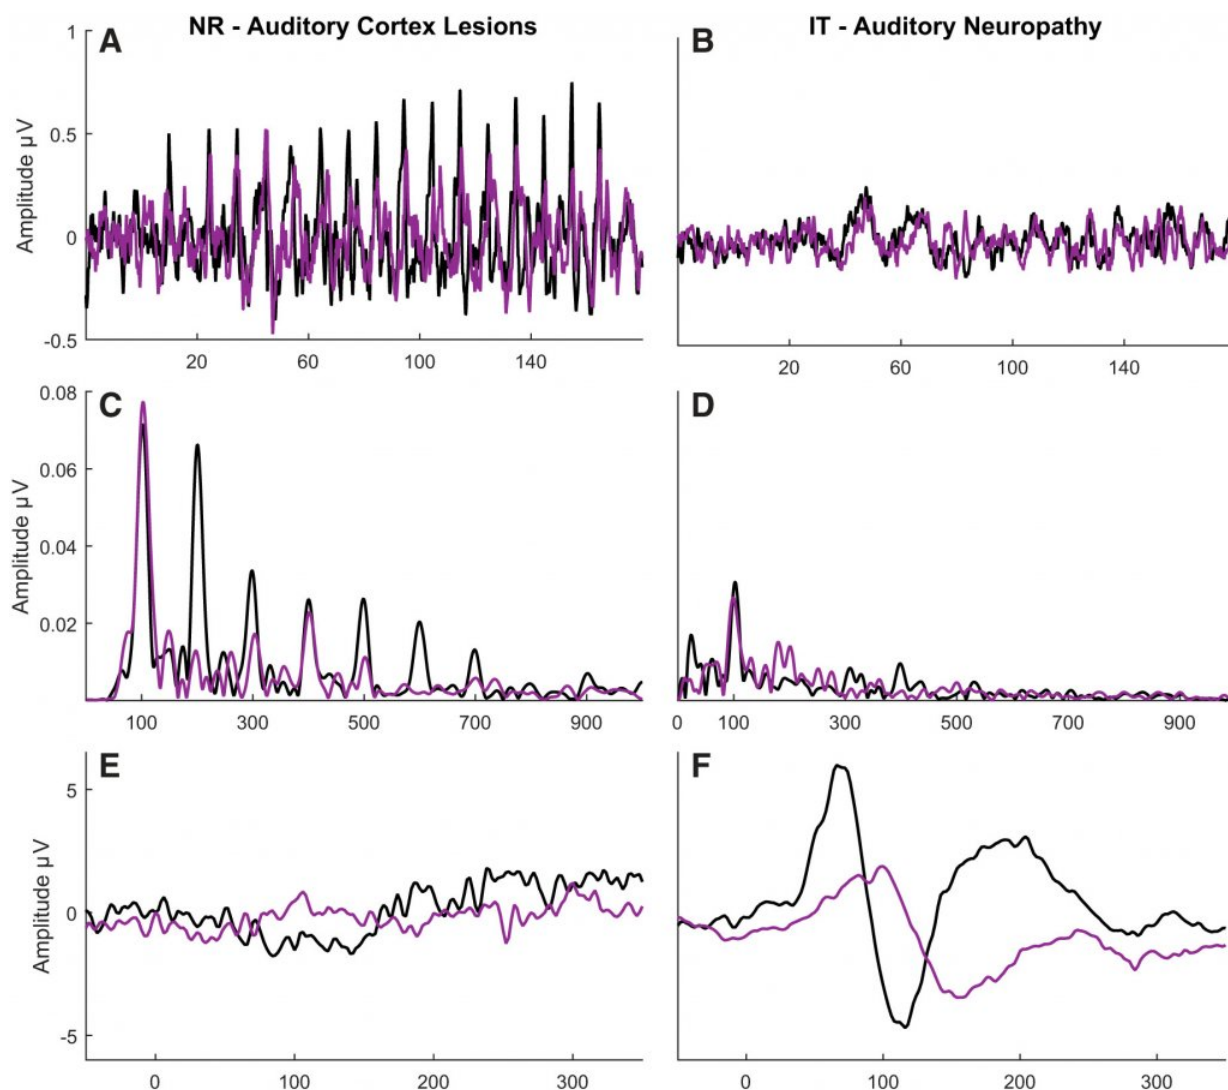 NR - Auditory Cortex Lesions
IT - Auditory Neuropathy
A
B
1
0.5
0
-0.5
Amplitude µV
20 60 100 140
20 60 100 140
C
D
0.08
0.06
0.04
0.02
Amplitude µV
100 300 500 700 900
0 100 300 500 700 900
E
F
5
0
-5
Amplitude µV
0 100 200 300
0 100 200 300